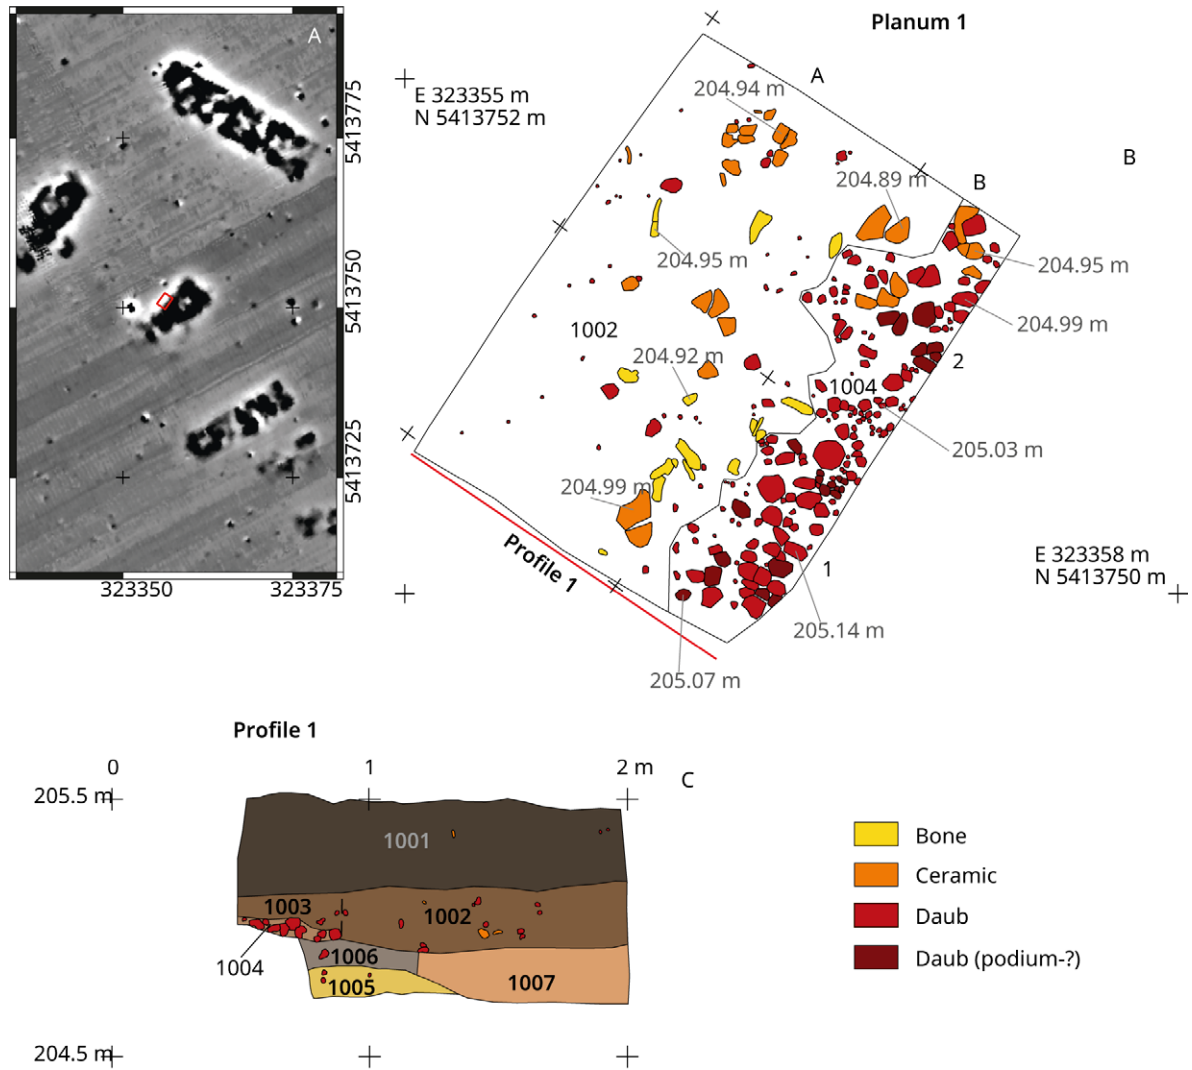 A
5413775
5413750
5413725
323350
323375
Planum 1
E 323355 m
N 5413752 m
A
B
B
204.94 m
204.89 m
204.95 m
204.95 m
204.99 m
1002
204.92 m
2
1004
205.03 m
204.99 m
Profile 1
1
E 323358 m
N 5413750 m
205.14 m
205.07 m
Profile 1
0
1
2 m
C
205.5 m
1001
1003
1002
1004
1006
1005
1007
204.5 m
Bone
Ceramic
Daub
Daub (podium-?)